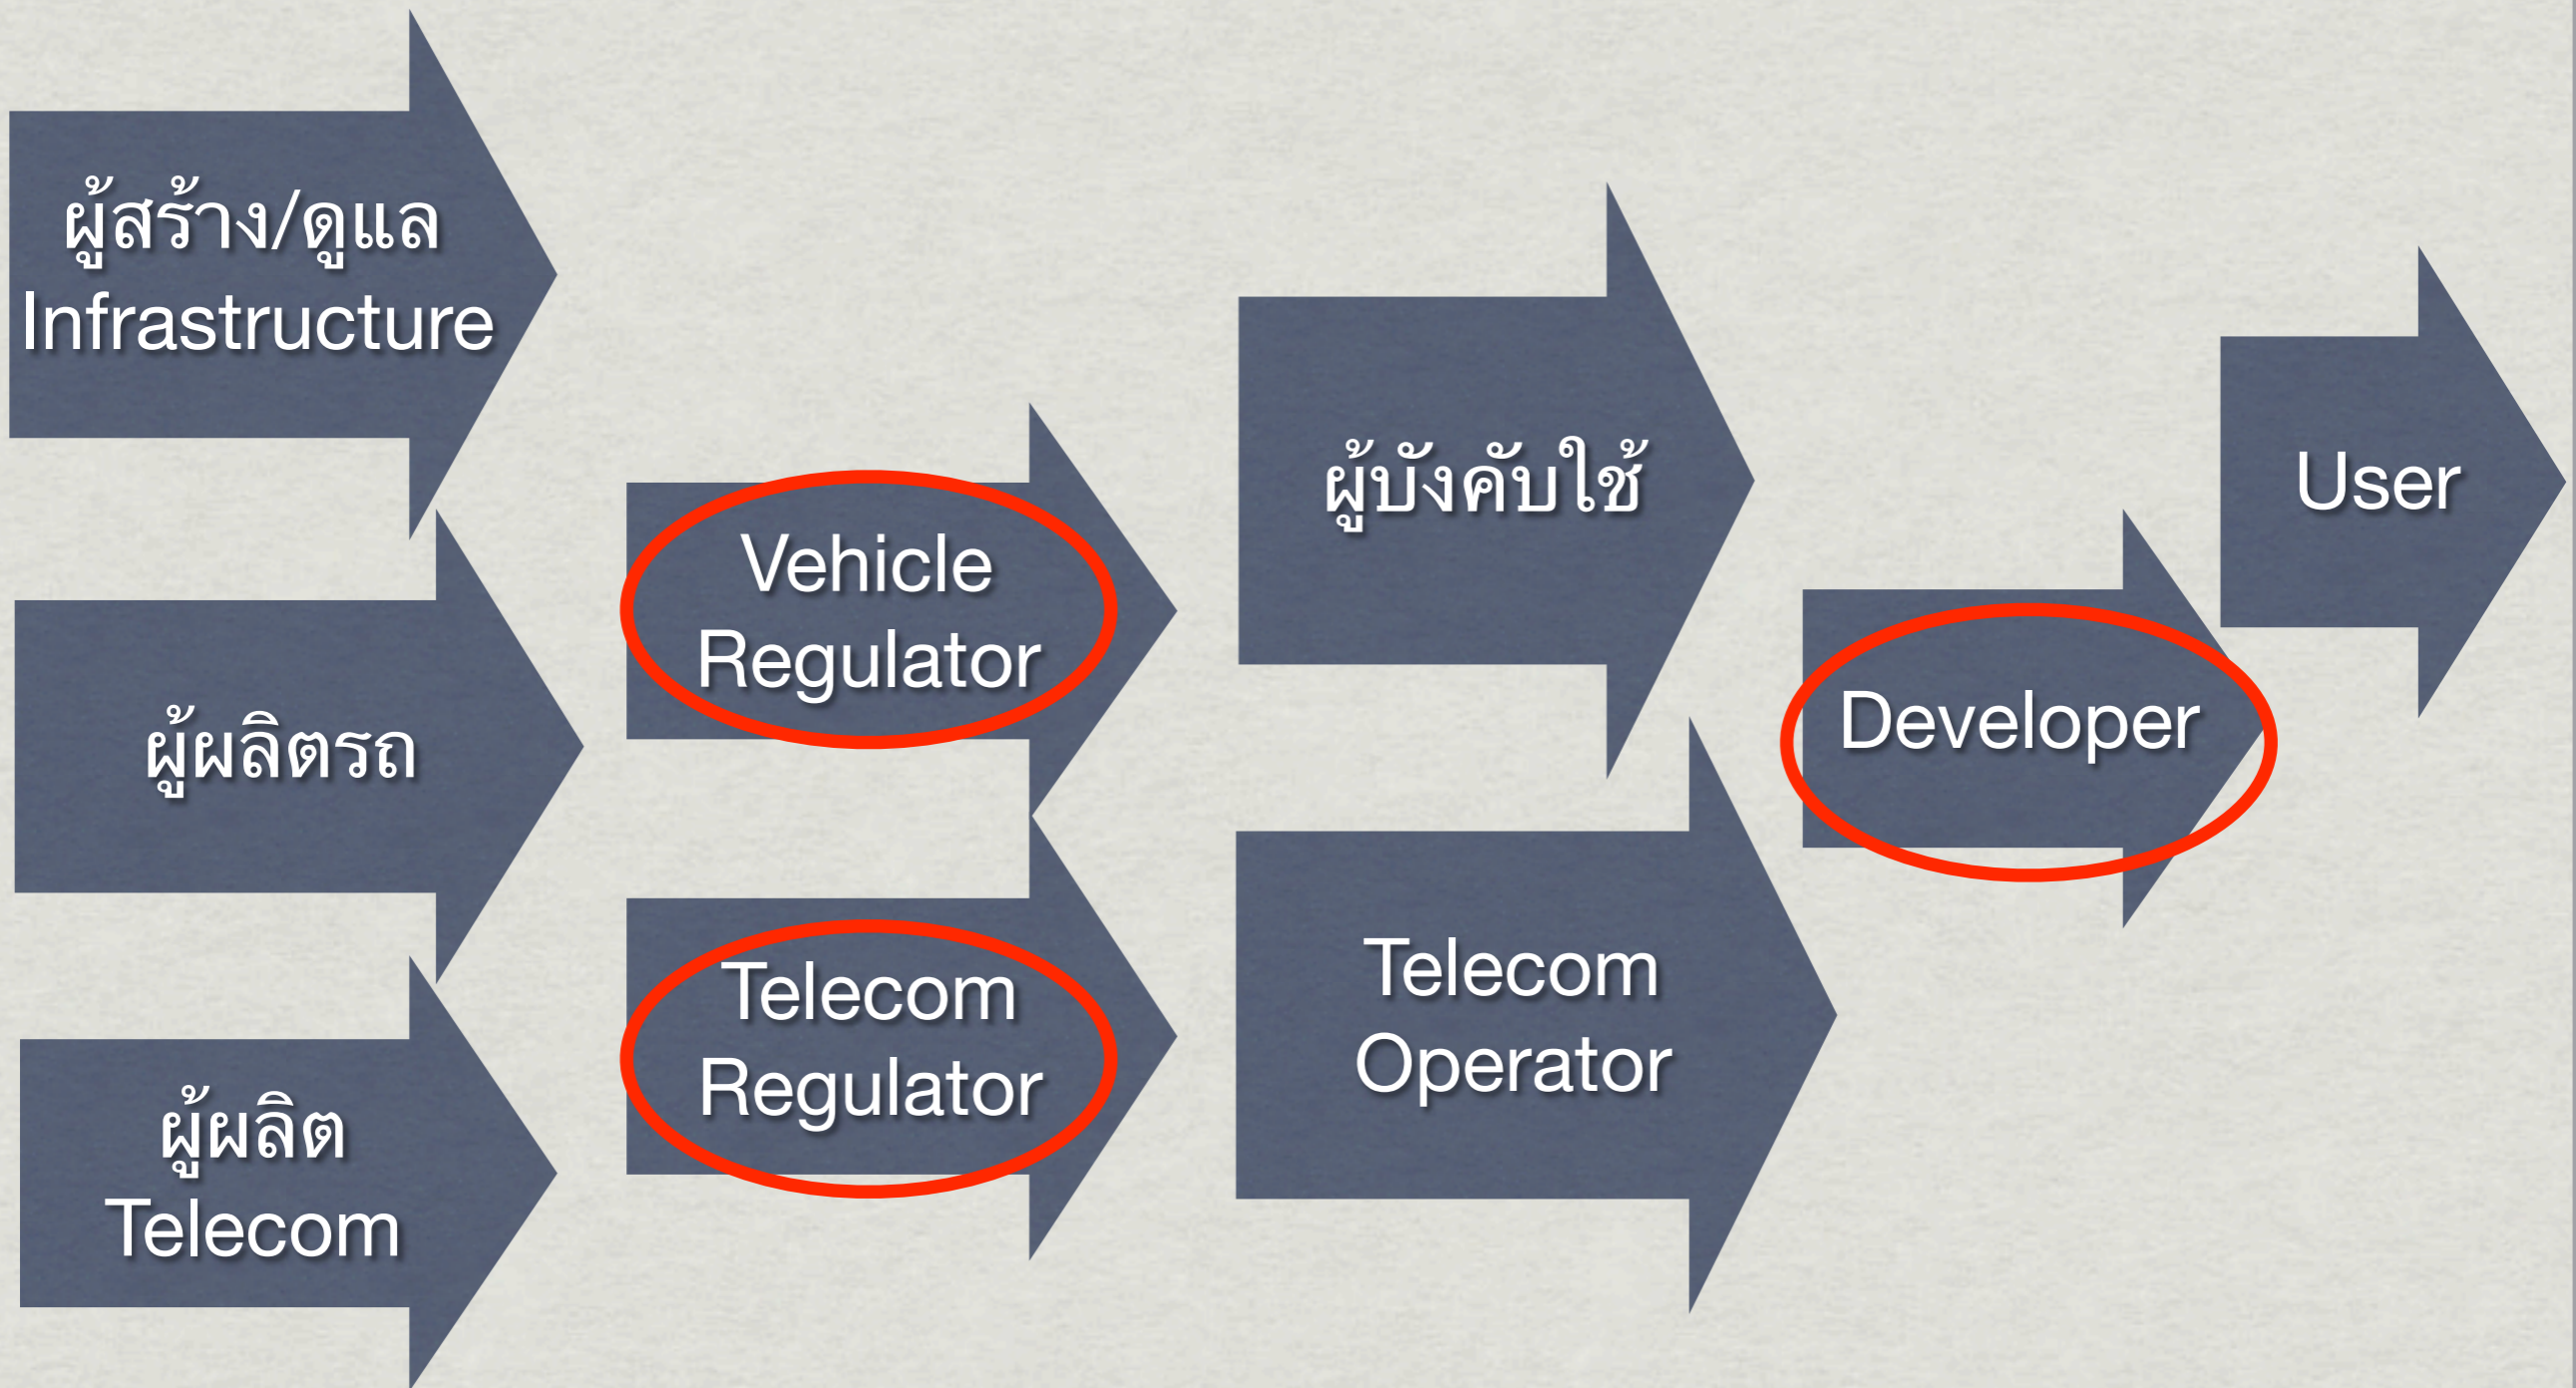 ผู้สร้าง/ดูแล
Infrastructure
ผู้ผลิตรถ
ผู้ผลิต
Telecom
Vehicle
Regulator
Telecom
Regulator
ผู้บังคับใช้
Telecom
Operator
Developer
User